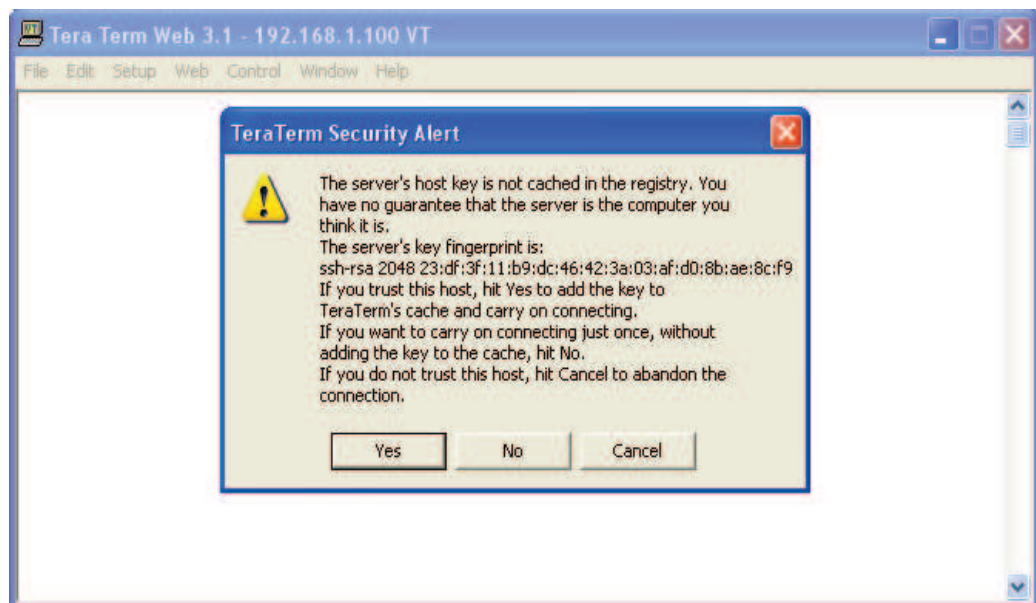 Tera Term Web 3.1 - 192.168.1.100 VT
File Edit Setup Web Control Window Help
TeraTerm Security Alert
The server's host key is not cached in the registry. You
have no guarantee that the server is the computer you
think it is.
The server's key fingerprint is:
ssh-rsa 2048 23:df:3f:11:b9:dc:46:42:3a:03:af:d0:8b:ae:8c:f9
If you trust this host, hit Yes to add the key to
TeraTerm's cache and carry on connecting.
If you want to carry on connecting just once, without
adding the key to the cache, hit No.
If you do not trust this host, hit Cancel to abandon the
connection.
Yes No Cancel